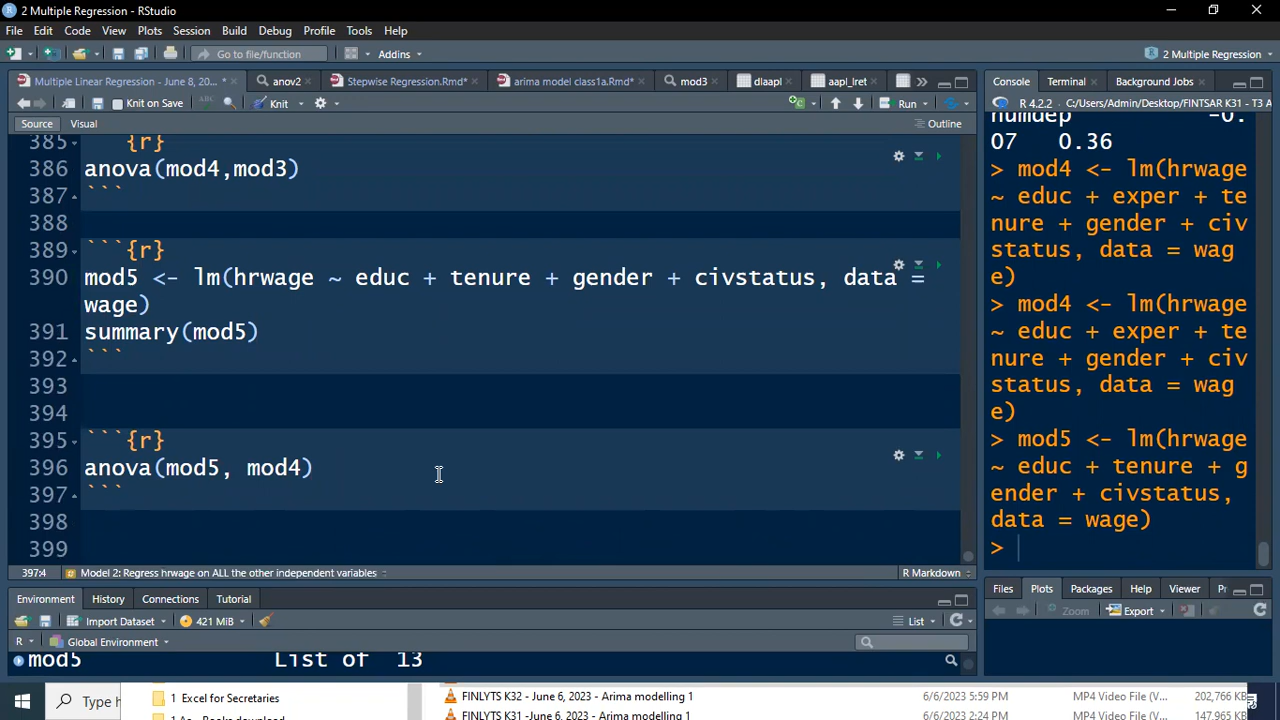 2 Multiple Regression - RStudio
File Edit Code View Plots Session Build Debug Profile Tools Help
Go to file/function Addins 2 Multiple Regression
Multiple Linear Regression - June 8, 20... * anov2 Stepwise Regression.Rmd* arima model class1a.Rmd* mod3 dlaapl aapl_lret
Knit on Save Knit Run
Source Visual Outline
385 {r}
386 anova(mod4,mod3)
387 ```
388
389 ```{r}
390 mod5 <- lm(hrwage ~ educ + tenure + gender + civstatus, data =
wage)
391 summary(mod5)
392 ```
393
394
395 ```{r}
396 anova(mod5, mod4)
397 ```
398
399
397:4 Model 2: Regress hrwage on ALL the other independent variables R Markdown
Environment History Connections Tutorial
Import Dataset 421 MiB List
R Global Environment
mod5 List of 13
Console Terminal Background Jobs
R 4.2.2 . C:/Users/Admin/Desktop/FINTSAR K31 - T3 A
numdep -0.
07 0.36
> mod4 <- lm(hrwage
~ educ + exper + te
nure + gender + civ
status, data = wag
e)
> mod4 <- lm(hrwage
~ educ + exper + te
nure + gender + civ
status, data = wag
e)
> mod5 <- lm(hrwage
~ educ + tenure + g
ender + civstatus,
data = wage)
>
Files Plots Packages Help Viewer Pr
Zoom Export
Type h
1 Excel for Secretaries
FINLYTS K32 - June 6, 2023 - Arima modelling 1 6/6/2023 5:59 PM MP4 Video File (V... 202,766 KB
FINLYTS K31 -June 6, 2023 - Arima modelling 1 6/6/2023 2:24 PM MP4 Video File (V... 147,965 KB